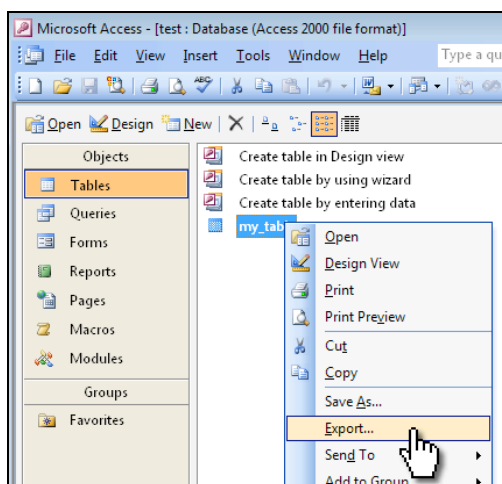 Microsoft Access - [test : Database (Access 2000 file format)]
File Edit View Insert Tools Window Help Type a qu
ABC
Open Design New
Objects
Tables
Queries
Forms
Reports
Pages
Macros
Modules
Groups
Favorites
Create table in Design view
Create table by using wizard
Create table by entering data
my_tabl
Open
Design View
Print
Print Preview
Cut
Copy
Save As...
Export...
Send To
Add to Group